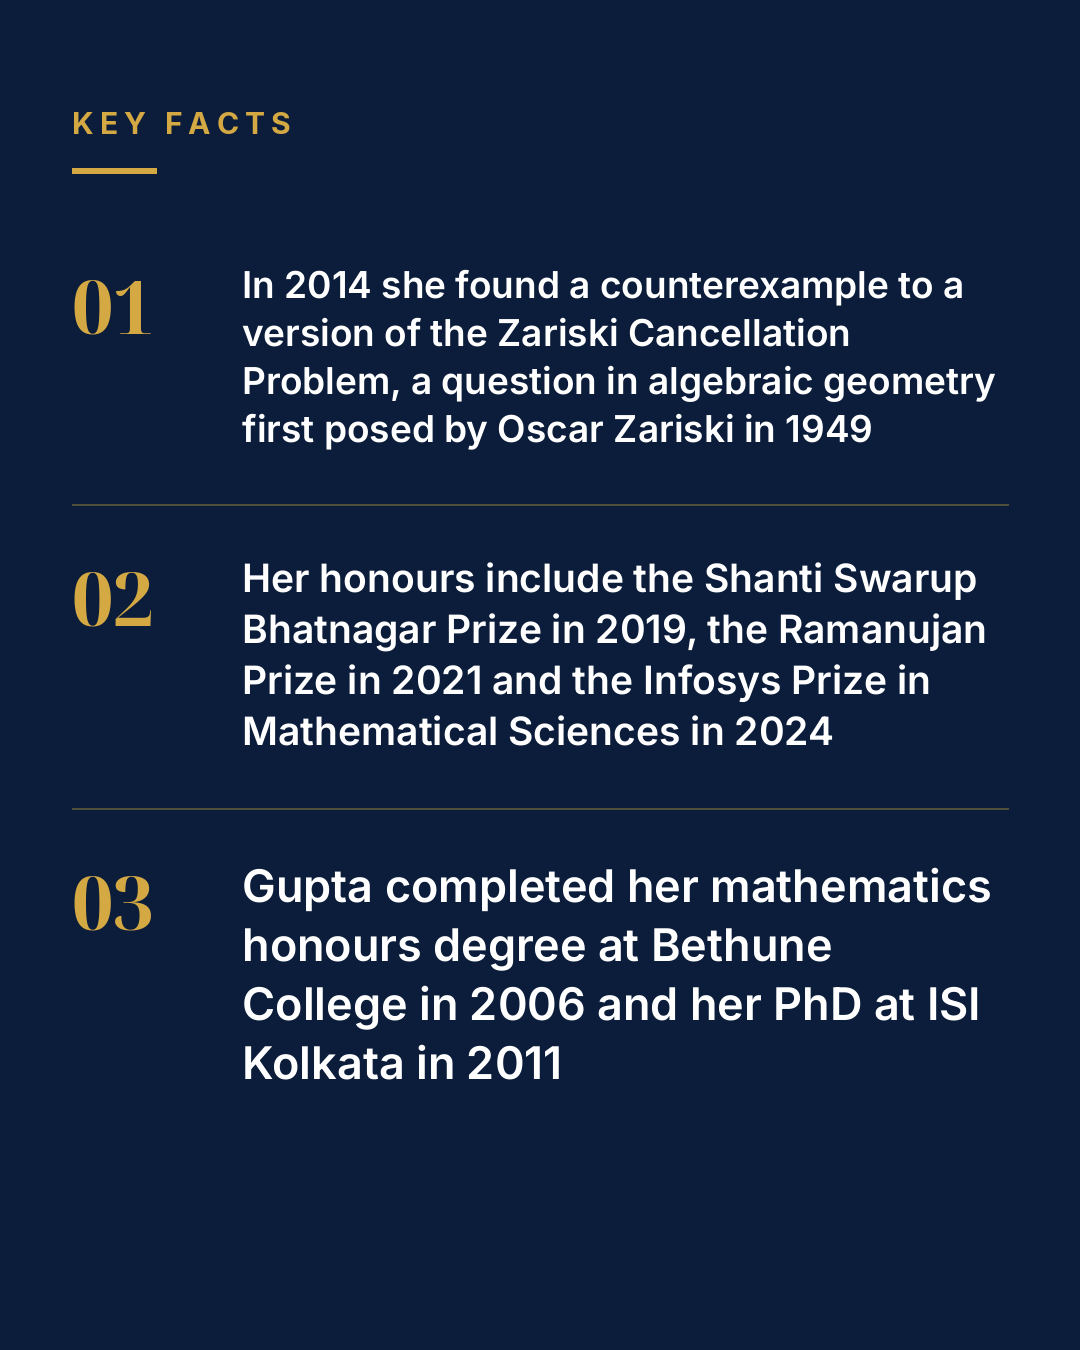 KEY FACTS
01
In 2014 she found a counterexample to a
version of the Zariski Cancellation
Problem, a question in algebraic geometry
first posed by Oscar Zariski in 1949
02
Her honours include the Shanti Swarup
Bhatnagar Prize in 2019, the Ramanujan
Prize in 2021 and the Infosys Prize in
Mathematical Sciences in 2024
03
Gupta completed her mathematics
honours degree at Bethune
College in 2006 and her PhD at ISI
Kolkata in 2011